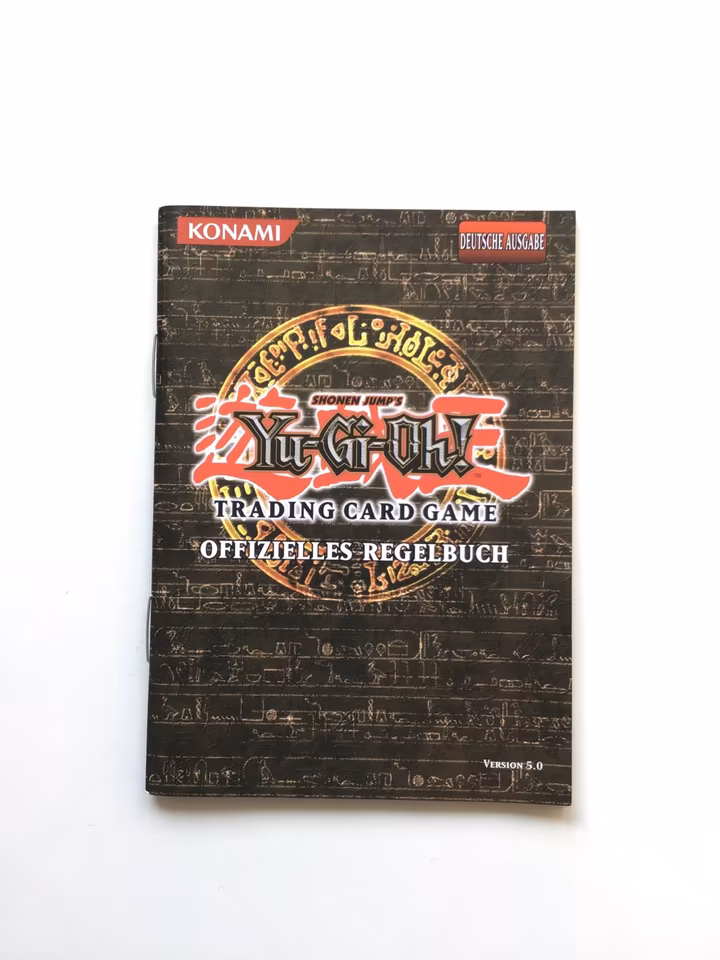 KONAMI
DEUTSCHE AUSGABE
SHONEN JUMP'S
Yu-Gi-Oh!
TRADING CARD GAME
OFFIZIELLES REGELBUCH
VERSION 5.0